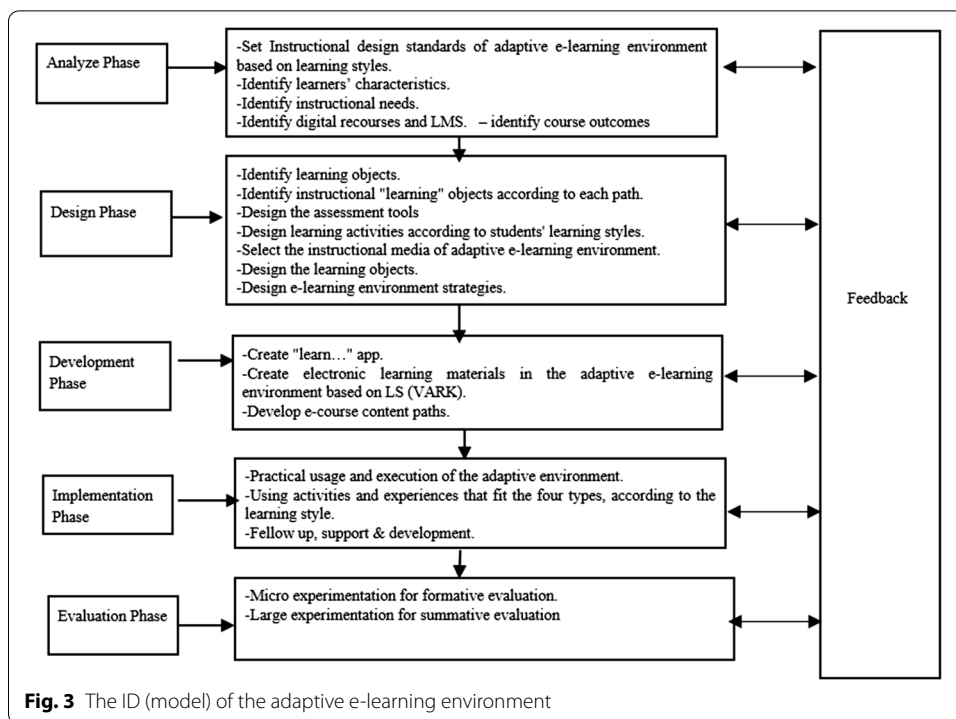 Analyze Phase
-Set Instructional design standards of adaptive e-learning environment
based on learning styles.
-Identify learners' characteristics.
-Identify instructional needs.
-Identify digital recourses and LMS. – identify course outcomes
Design Phase
-Identify learning objects.
-Identify instructional "learning" objects according to each path.
-Design the assessment tools
-Design learning activities according to students' learning styles.
-Select the instructional media of adaptive e-learning environment.
-Design the learning objects.
-Design e-learning environment strategies.
Feedback
Development
Phase
-Create "learn…" app.
-Create electronic learning materials in the adaptive e-learning
environment based on LS (VARK).
-Develop e-course content paths.
Implementation
Phase
-Practical usage and execution of the adaptive environment.
-Using activities and experiences that fit the four types, according to the
learning style.
-Fellow up, support & development.
Evaluation Phase
-Micro experimentation for formative evaluation.
-Large experimentation for summative evaluation
Fig. 3 The ID (model) of the adaptive e-learning environment